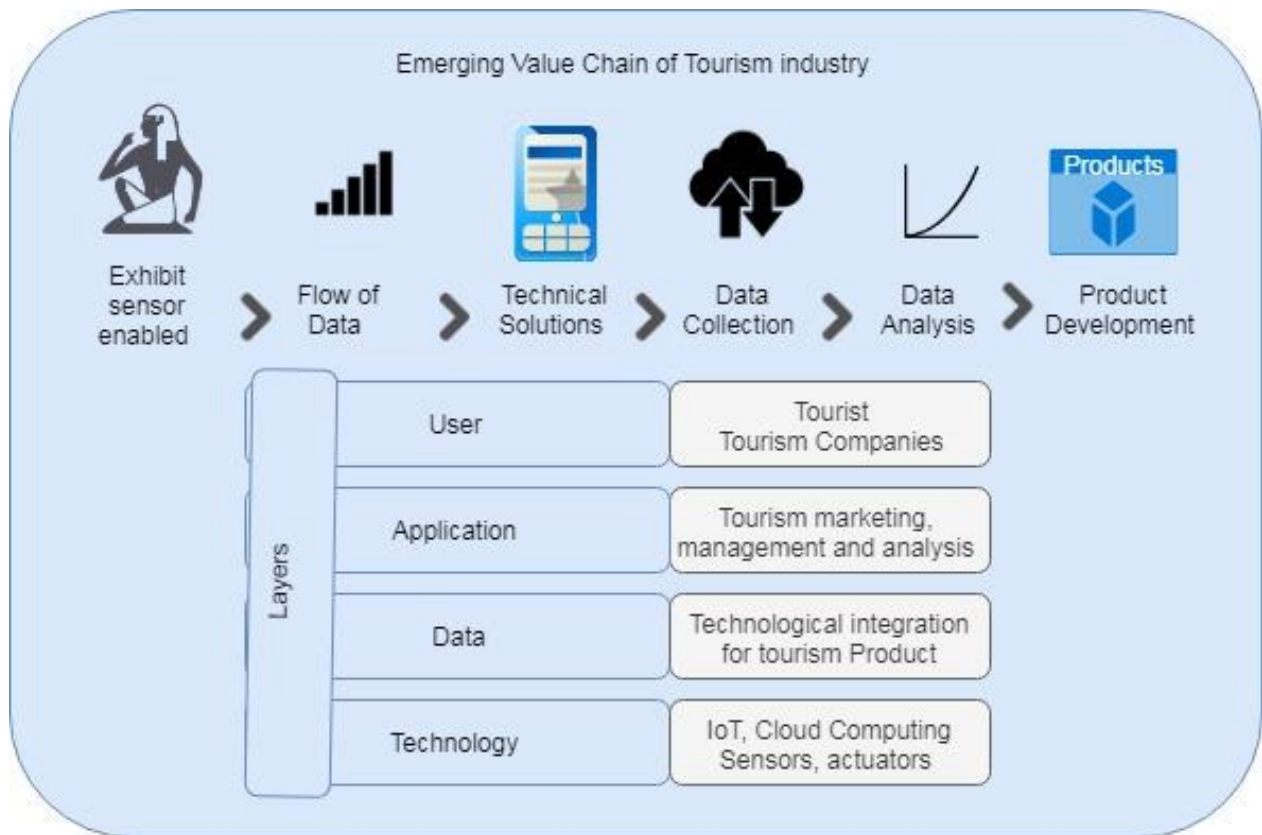 Emerging Value Chain of Tourism industry
Products
Exhibit
sensor
enabled
Flow of
Data
Technical
Solutions
Data
Collection
Data
Analysis
Product
Development
Layers
User
Tourist
Tourism Companies
Application
Tourism marketing,
management and analysis
Data
Technological integration
for tourism Product
Technology
IoT, Cloud Computing
Sensors, actuators